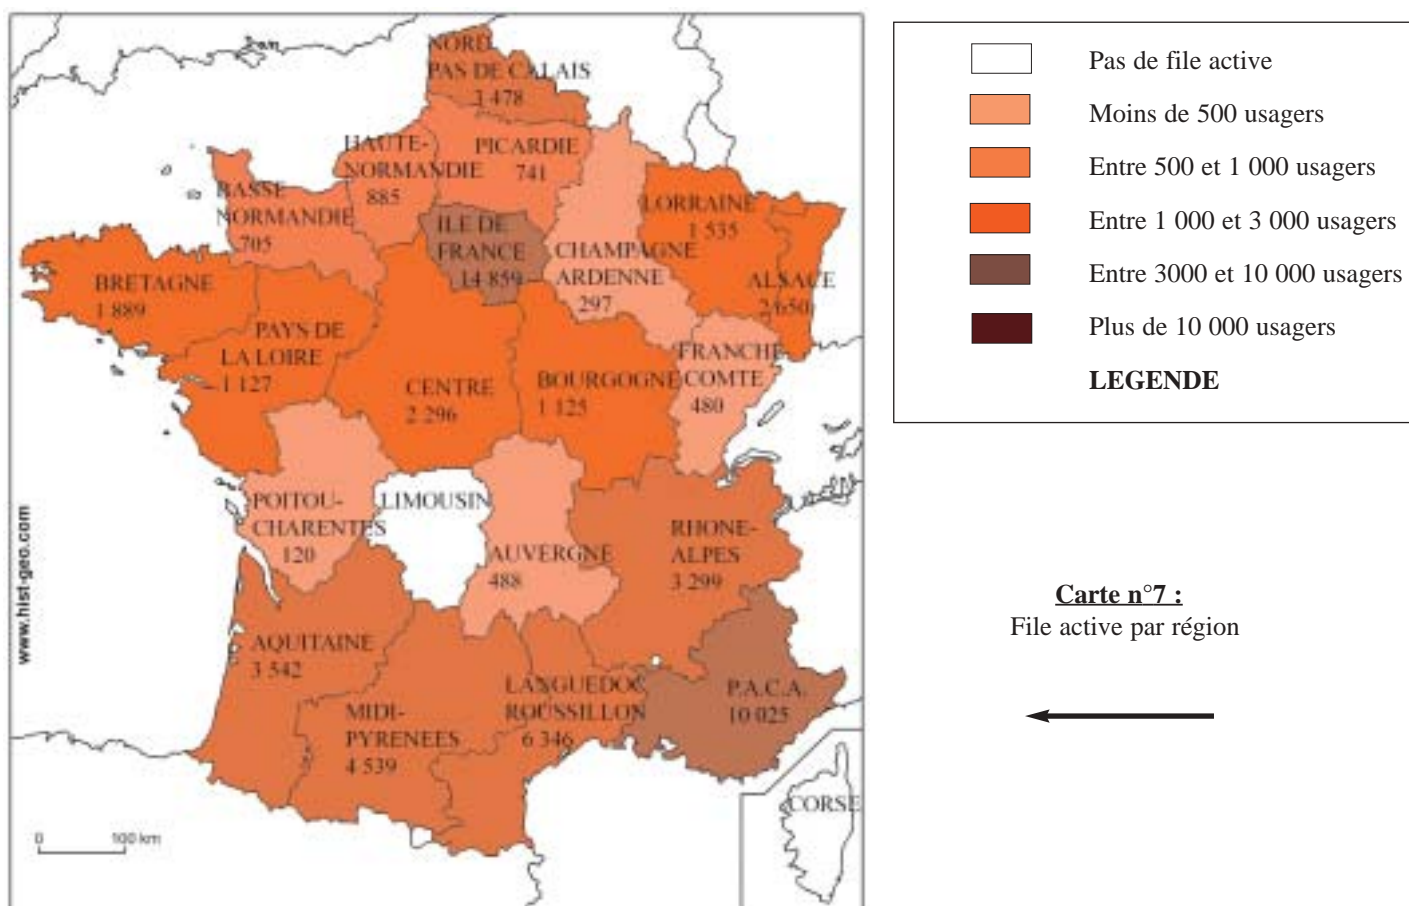 NORD
PAS DE CALAIS
3 478
HAUTE-
NORMANDIE
885
PICARDIE
741
BASSE
NORMANDIE
705
ILE DE
FRANCE
14 859
CHAMPAGNE
ARDENNE
297
LORRAINE
1 535
ALSACE
2 650
BRETAGNE
1 889
PAYS DE
LA LOIRE
1 127
CENTRE
2 296
BOURGOGNE
1 125
FRANCHE
COMTE
480
POITOU-
CHARENTES
120
LIMOUSIN
AUVERGNE
488
RHONE-
ALPES
3 299
AQUITAINE
3 542
MIDI-
PYRENEES
4 539
LANGUEDOC
ROUSSILLON
6 346
P.A.C.A.
10 025
CORSE
0 100 km
www.hist-geo.com
Pas de file active
Moins de 500 usagers
Entre 500 et 1 000 usagers
Entre 1 000 et 3 000 usagers
Entre 3000 et 10 000 usagers
Plus de 10 000 usagers
LEGENDE
Carte n°7 :
File active par région